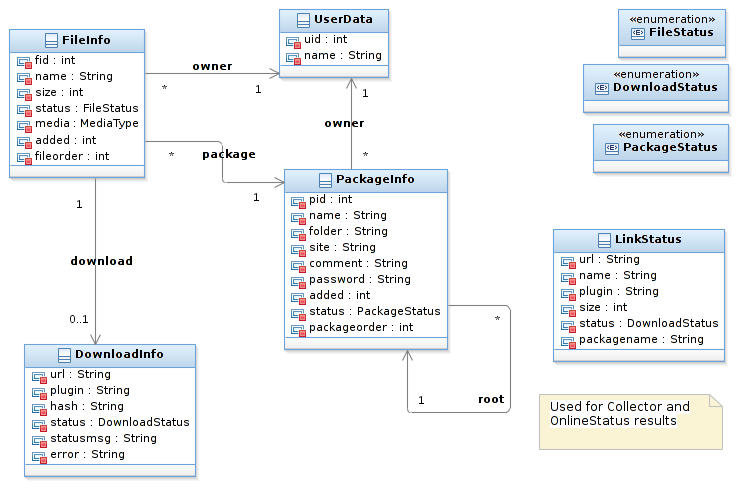 FileInfo
fid : int
name : String
size : int
status : FileStatus
media : MediaType
added : int
fileorder : int
owner
*
1
UserData
uid : int
name : String
«enumeration»
FileStatus
«enumeration»
DownloadStatus
«enumeration»
PackageStatus
1
owner
*
*
package
1
PackageInfo
pid : int
name : String
folder : String
site : String
comment : String
password : String
added : int
status : PackageStatus
packageorder : int
*
1
root
1
download
0..1
DownloadInfo
url : String
plugin : String
hash : String
status : DownloadStatus
statusmsg : String
error : String
LinkStatus
url : String
name : String
plugin : String
size : int
status : DownloadStatus
packagename : String
Used for Collector and
OnlineStatus results